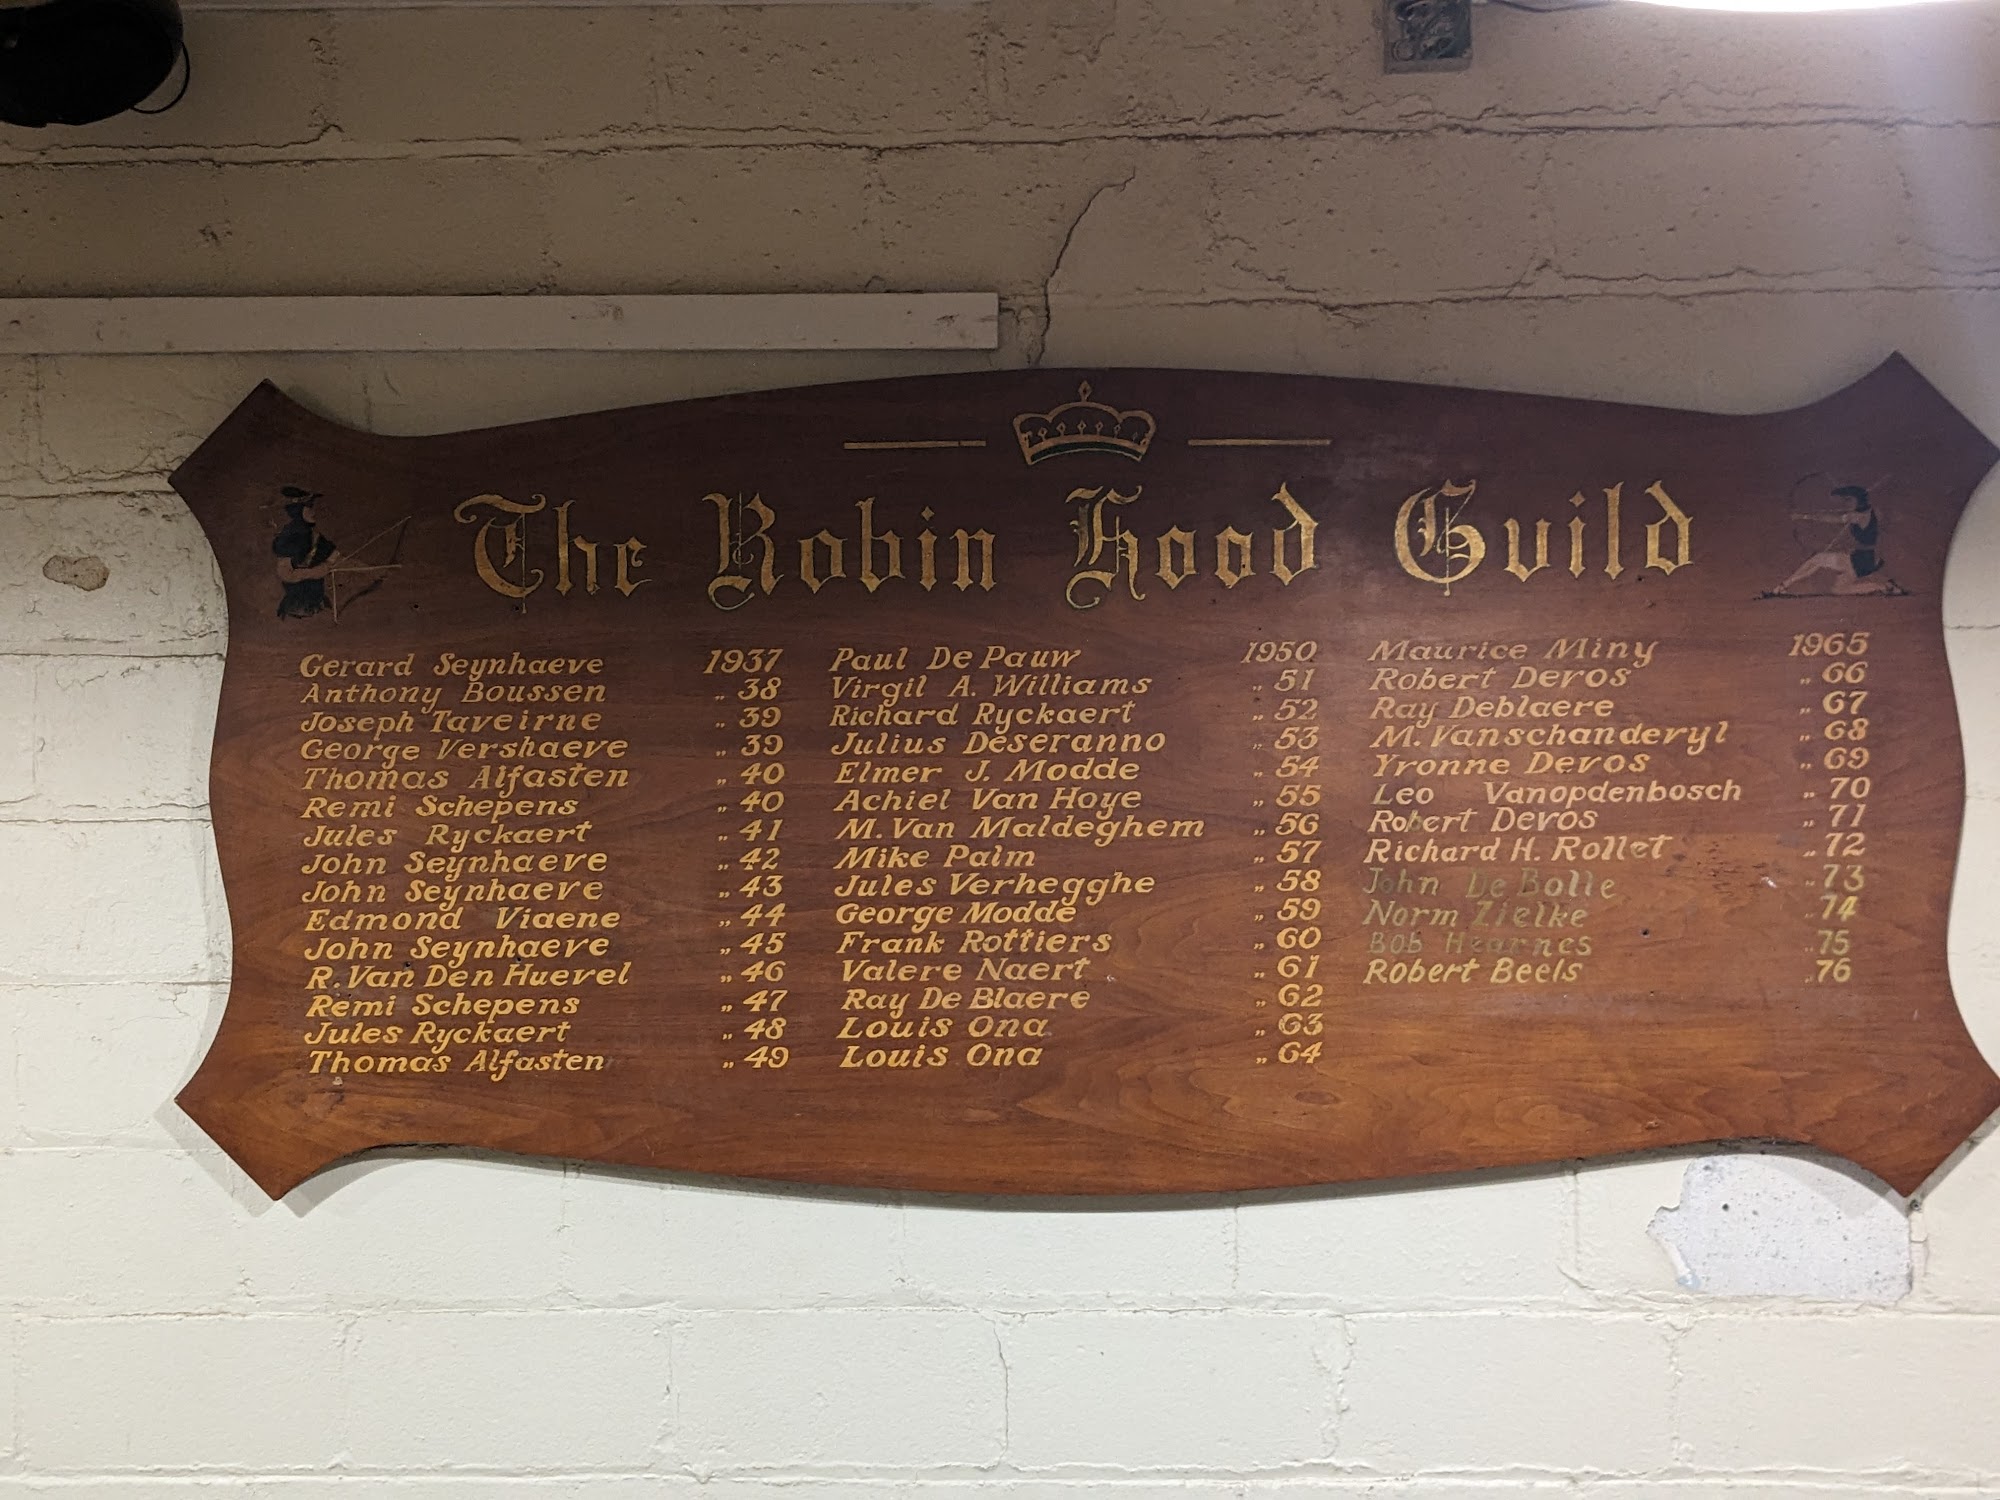 The Robin Hood Guild
Gerard Seynhaeve 1937
Anthony Boussen „ 38
Joseph Taveirne „ 39
George Vershaeve „ 39
Thomas Alfasten „ 40
Remi Schepens „ 40
Jules Ryckaert „ 41
John Seynhaeve „ 42
John Seynhaeve „ 43
Edmond Viaene „ 44
John Seynhaeve „ 45
R. Van Den Huevel „ 46
Remi Schepens „ 47
Jules Ryckaert „ 48
Thomas Alfasten „ 49
Paul De Pauw 1950
Virgil A. Williams „ 51
Richard Ryckaert „ 52
Julius Deseranno „ 53
Elmer J. Modde „ 54
Achiel Van Hoye „ 55
M. Van Maldeghem „ 56
Mike Palm „ 57
Jules Verhegghe „ 58
George Modde „ 59
Frank Rottiers „ 60
Valere Naert „ 61
Ray De Blaere „ 62
Louis Ona „ 63
Louis Ona „ 64
Maurice Miny 1965
Robert Devos „ 66
Ray Deblaere „ 67
M. Vanschanderyl „ 68
Yronne Devos „ 69
Leo Vanopdenbosch „ 70
Robert Devos „ 71
Richard H. Rollet „ 72
John De Bolle „ 73
Norm Zielke „ 74
Bob Hearnes „ 75
Robert Beels „ 76